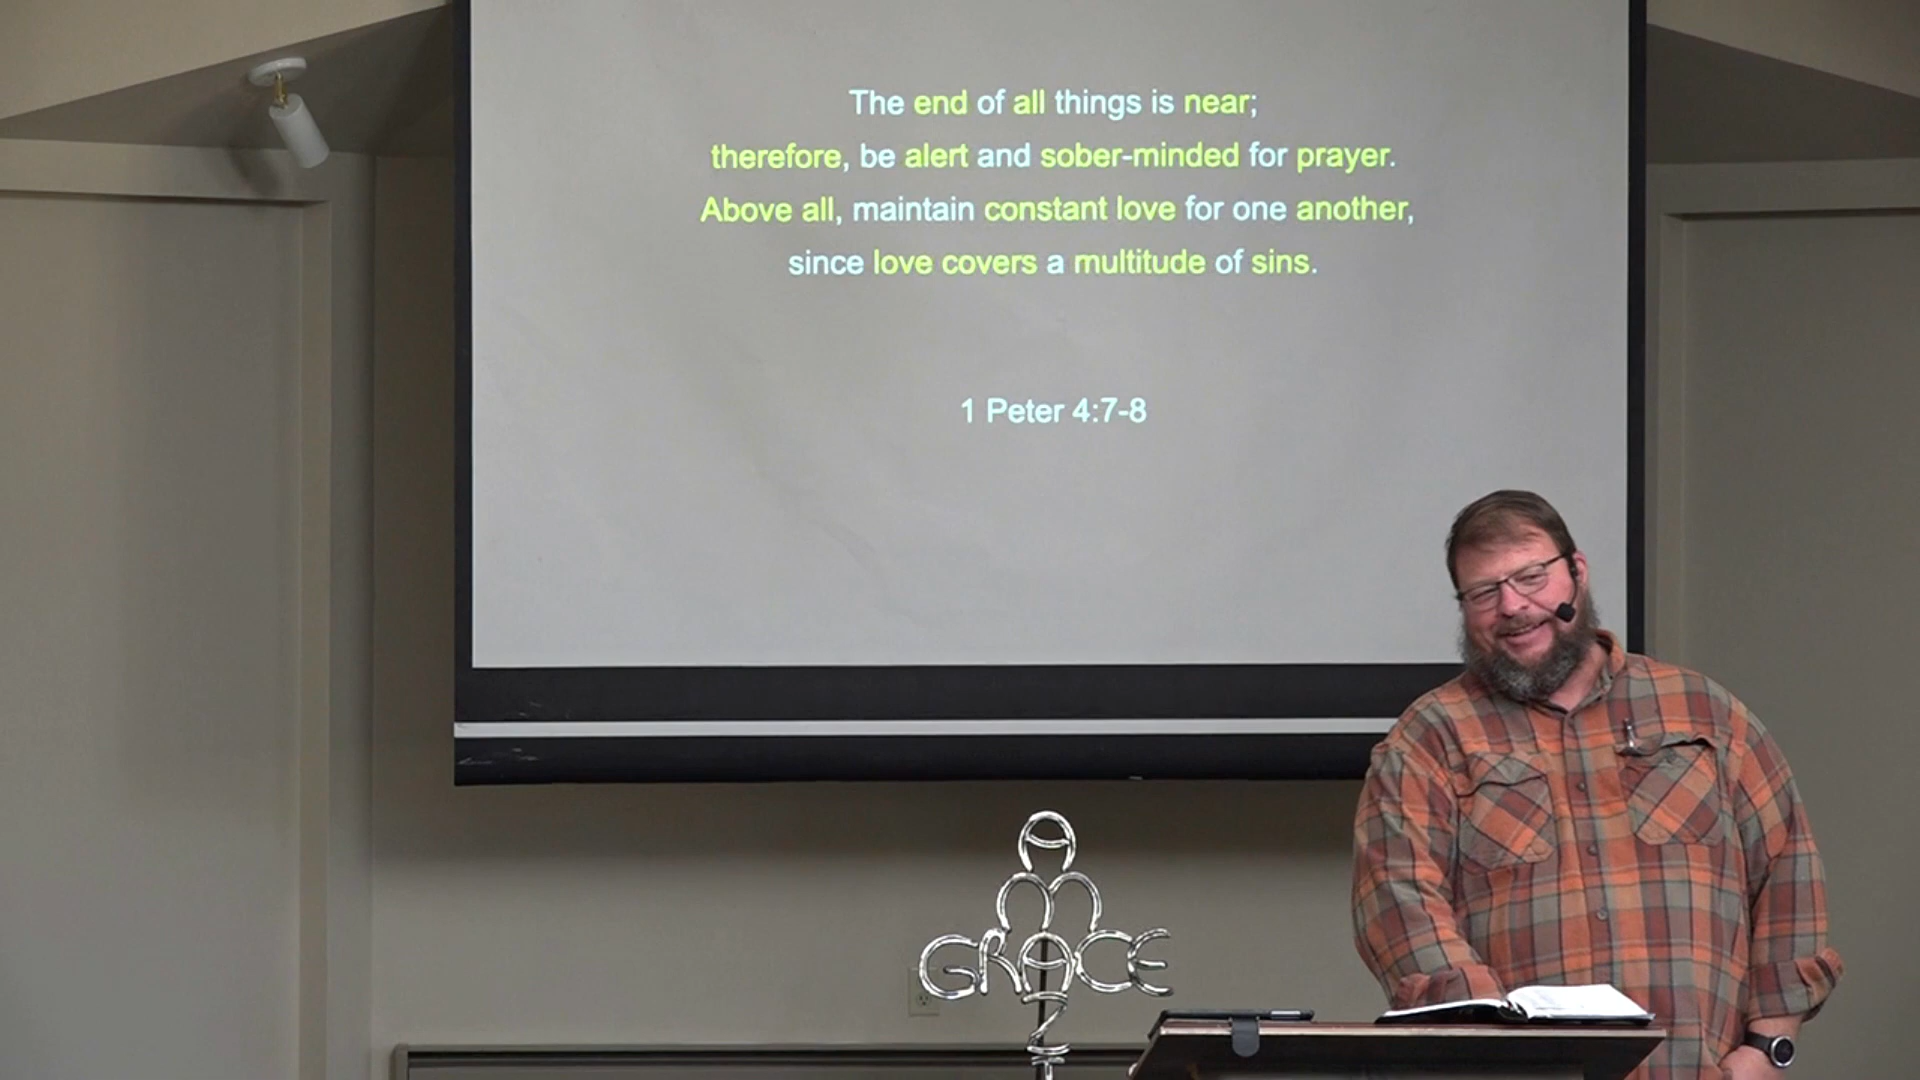 The end of all things is near;
therefore, be alert and sober-minded for prayer.
Above all, maintain constant love for one another,
since love covers a multitude of sins.
1 Peter 4:7-8
GRACE